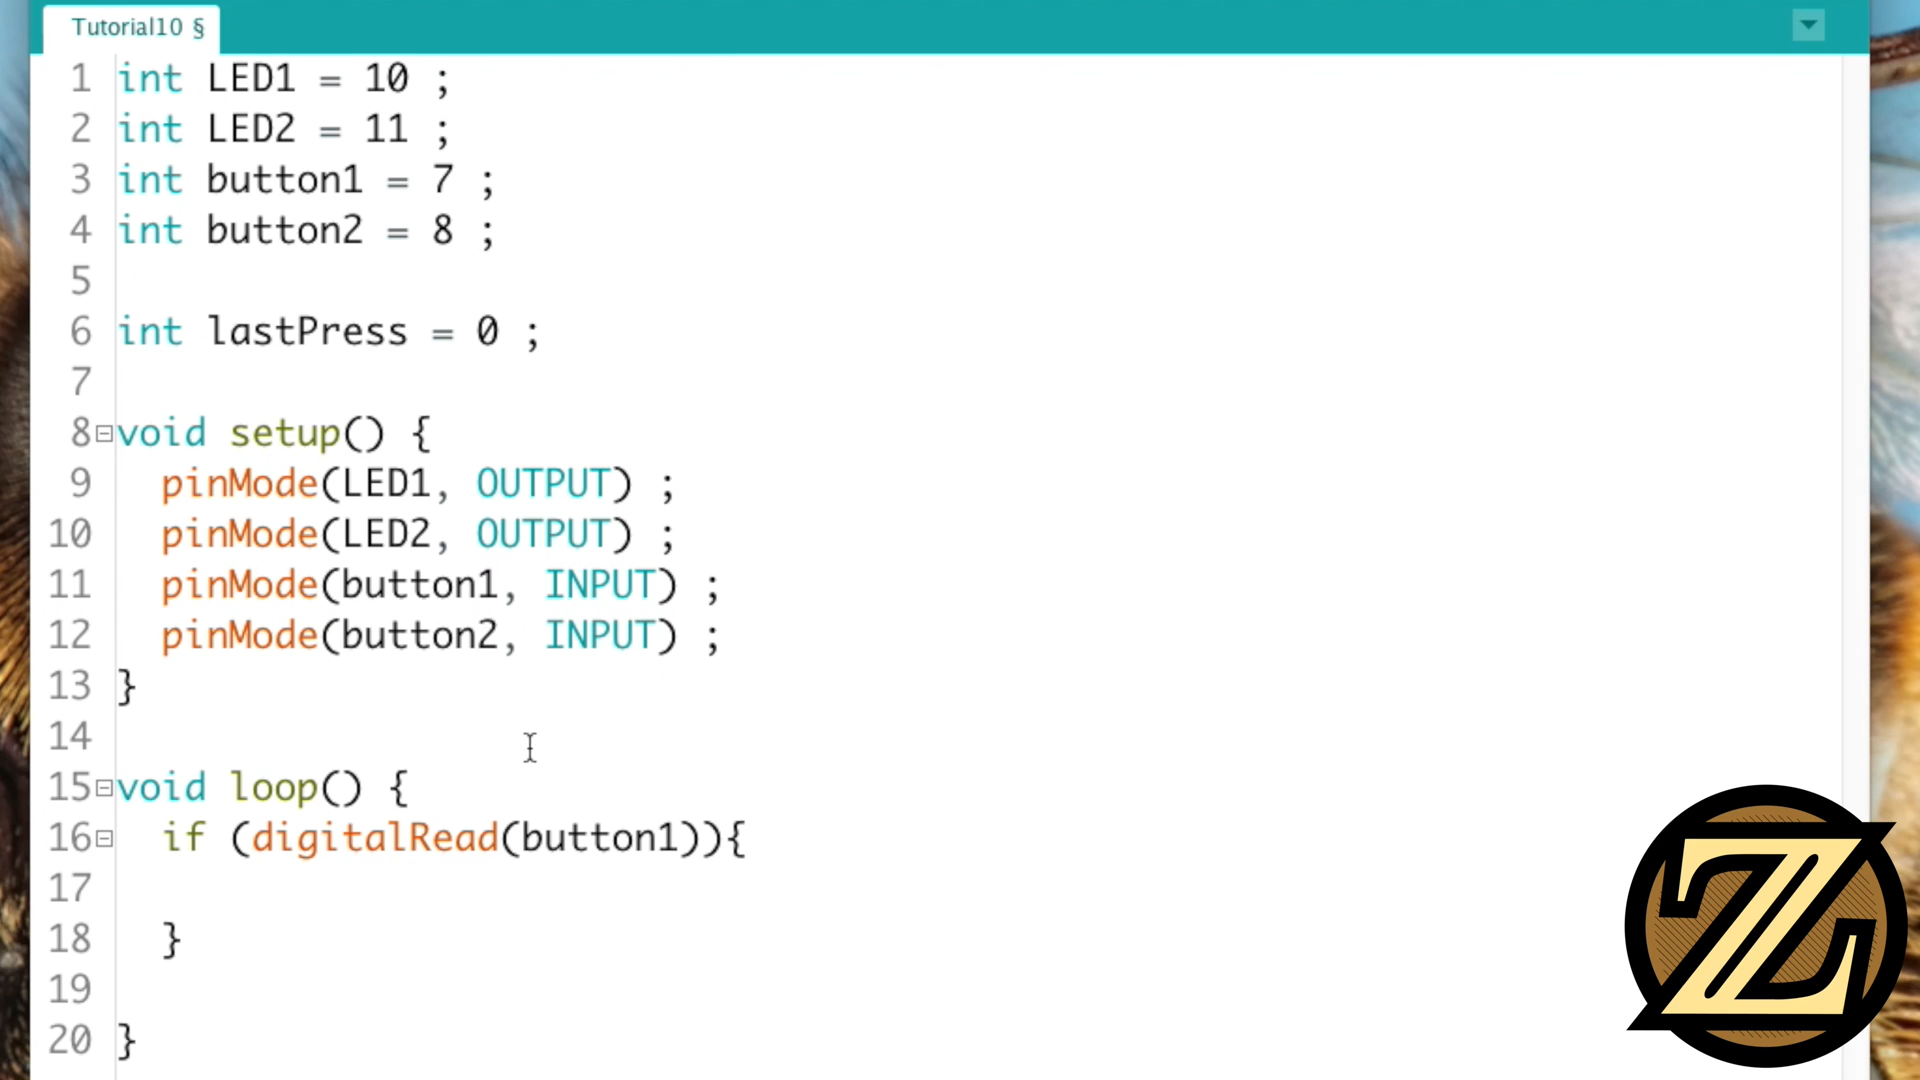 Tutorial10 §
1 int LED1 = 10 ;
2 int LED2 = 11 ;
3 int button1 = 7 ;
4 int button2 = 8 ;
5
6 int lastPress = 0 ;
7
8 void setup() {
9 pinMode(LED1, OUTPUT) ;
10 pinMode(LED2, OUTPUT) ;
11 pinMode(button1, INPUT) ;
12 pinMode(button2, INPUT) ;
13 }
14
15 void loop() {
16 if (digitalRead(button1)){
17
18 }
19
20 }
Z